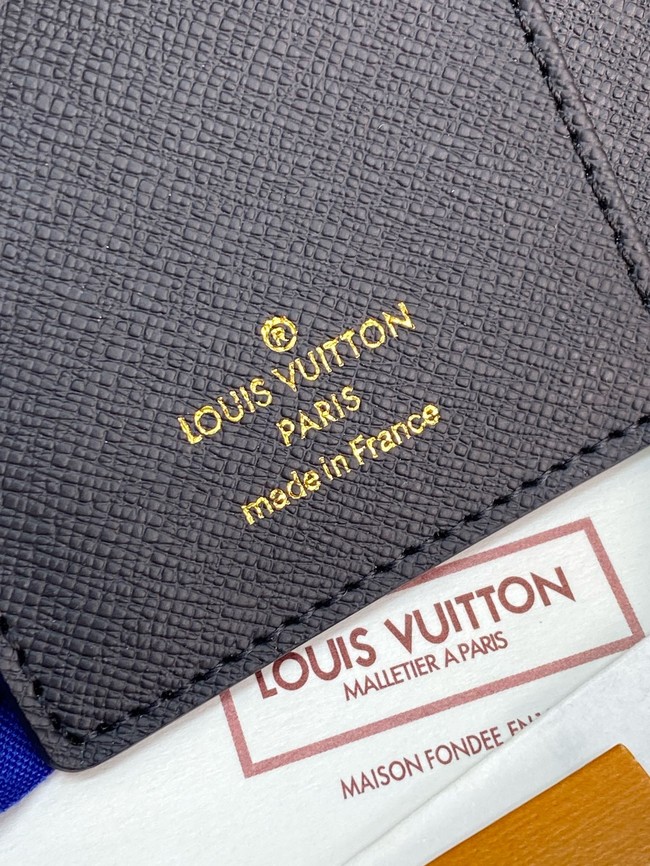 ®
LOUIS VUITTON
PARIS
made in France
LOUIS VUITTON
MALLETIER A PARIS
MAISON FONDEE